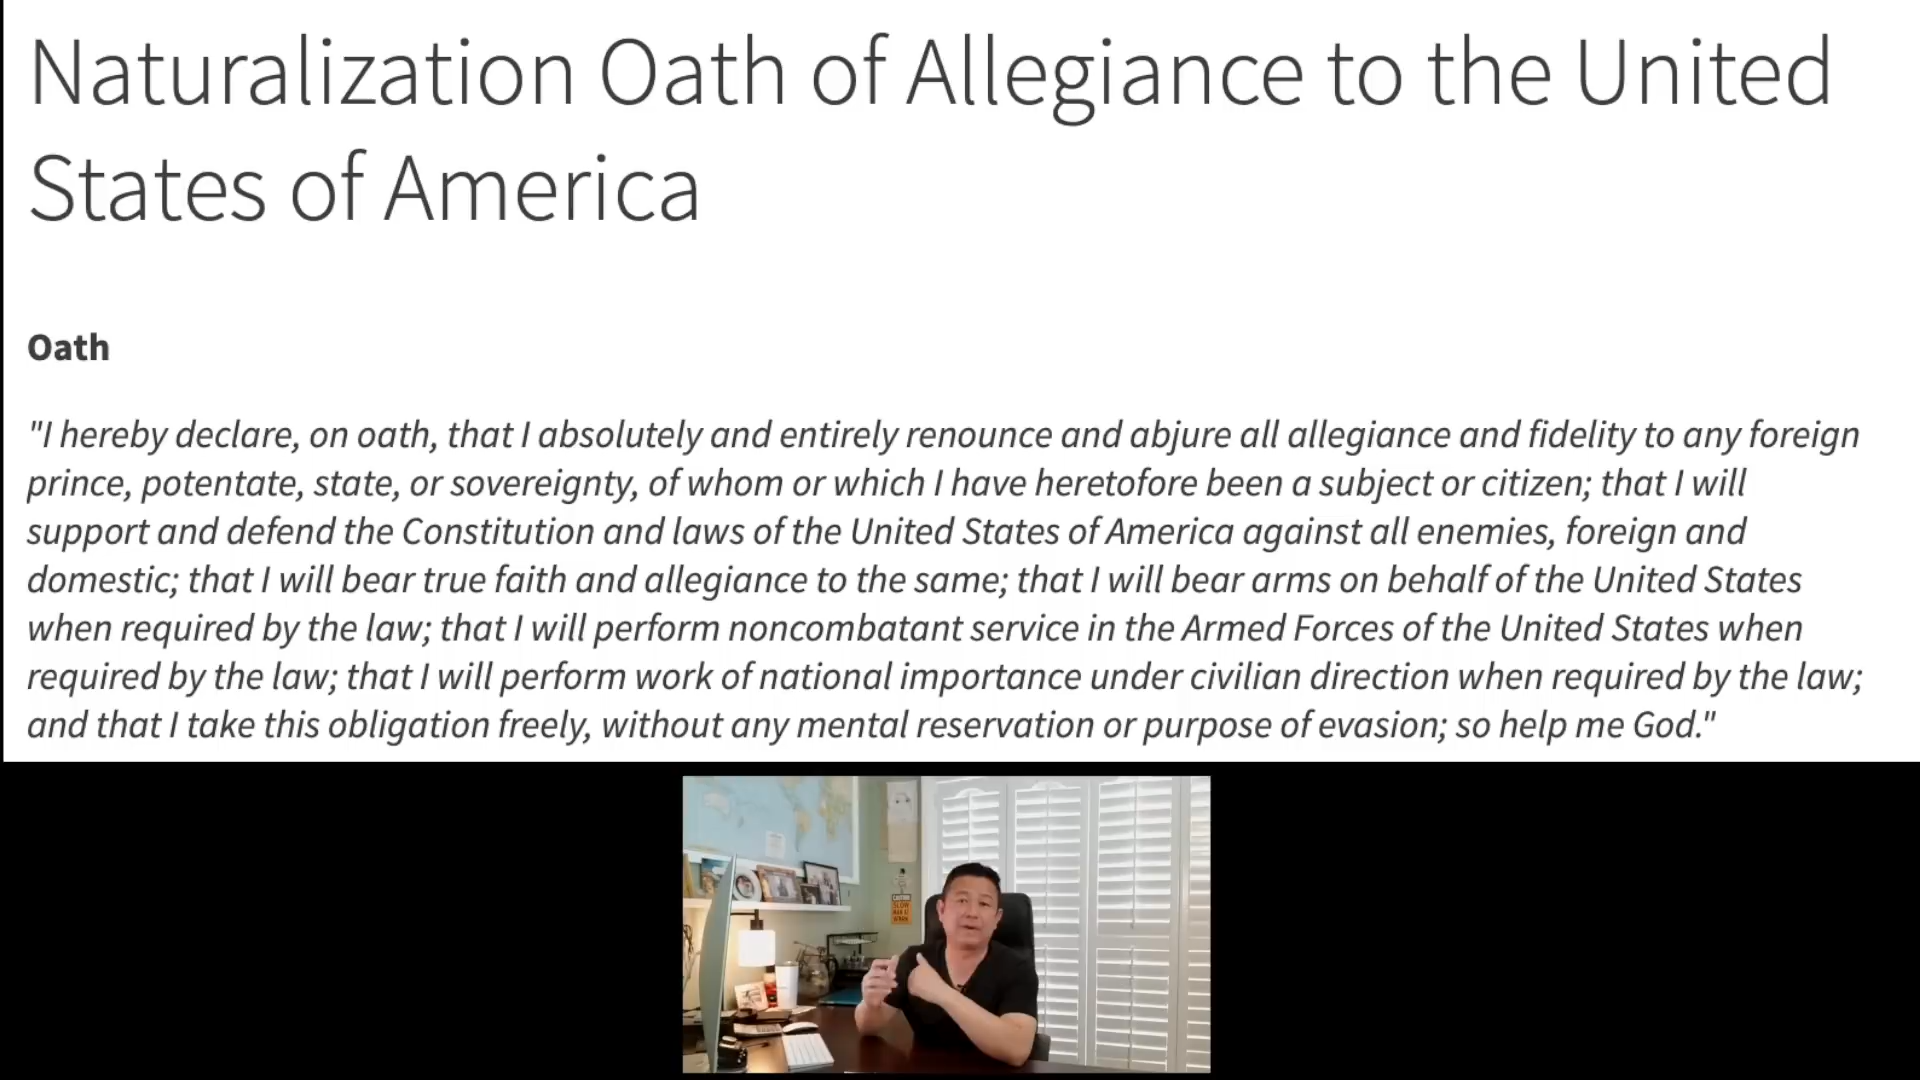 Naturalization Oath of Allegiance to the United
States of America
Oath
"I hereby declare, on oath, that I absolutely and entirely renounce and abjure all allegiance and fidelity to any foreign
prince, potentate, state, or sovereignty, of whom or which I have heretofore been a subject or citizen; that I will
support and defend the Constitution and laws of the United States of America against all enemies, foreign and
domestic; that I will bear true faith and allegiance to the same; that I will bear arms on behalf of the United States
when required by the law; that I will perform noncombatant service in the Armed Forces of the United States when
required by the law; that I will perform work of national importance under civilian direction when required by the law;
and that I take this obligation freely, without any mental reservation or purpose of evasion; so help me God."
CAUTION
SLOW
MAN AT
WORK